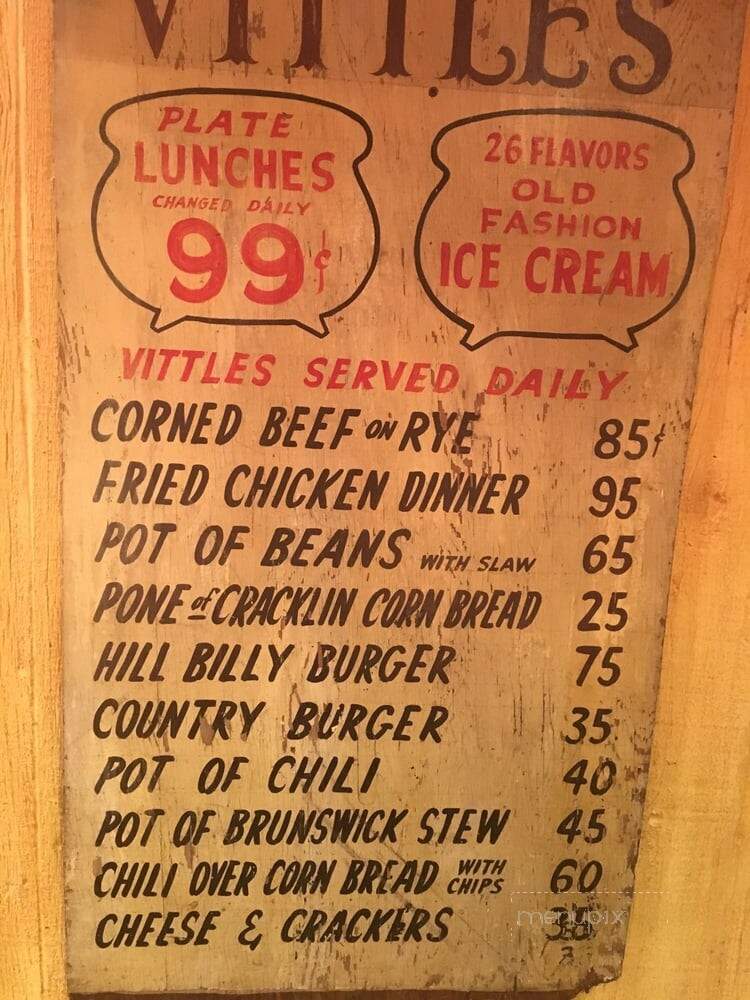 VITTLES
PLATE
LUNCHES
CHANGED DAILY
99¢
26 FLAVORS
OLD
FASHION
ICE CREAM
VITTLES SERVED DAILY
CORNED BEEF ON RYE 85¢
FRIED CHICKEN DINNER 95
POT OF BEANS WITH SLAW 65
PONE of CRACKLIN CORN BREAD 25
HILL BILLY BURGER 75
COUNTRY BURGER 35
POT OF CHILI 40
POT OF BRUNSWICK STEW 45
CHILI OVER CORN BREAD WITH CHIPS 60
CHEESE & CRACKERS
menupix